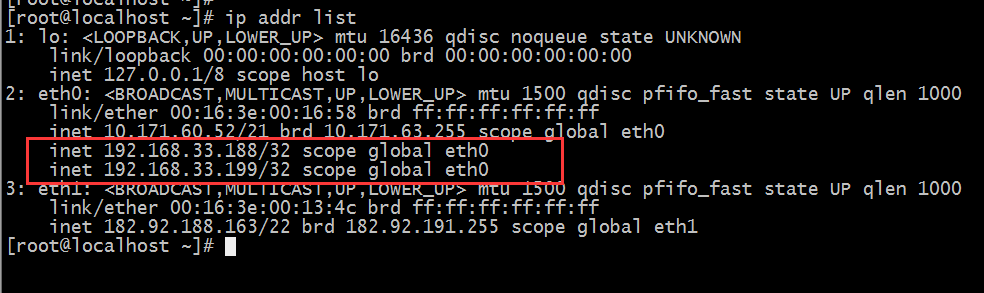 [root@localhost ~]#
[root@localhost ~]# ip addr list
1: lo: <LOOPBACK,UP,LOWER_UP> mtu 16436 qdisc noqueue state UNKNOWN
    link/loopback 00:00:00:00:00:00 brd 00:00:00:00:00:00
    inet 127.0.0.1/8 scope host lo
2: eth0: <BROADCAST,MULTICAST,UP,LOWER_UP> mtu 1500 qdisc pfifo_fast state UP qlen 1000
    link/ether 00:16:3e:00:16:58 brd ff:ff:ff:ff:ff:ff
    inet 10.171.60.52/21 brd 10.171.63.255 scope global eth0
    inet 192.168.33.188/32 scope global eth0
    inet 192.168.33.199/32 scope global eth0
3: eth1: <BROADCAST,MULTICAST,UP,LOWER_UP> mtu 1500 qdisc pfifo_fast state UP qlen 1000
    link/ether 00:16:3e:00:13:4c brd ff:ff:ff:ff:ff:ff
    inet 182.92.188.163/22 brd 182.92.191.255 scope global eth1
[root@localhost ~]#